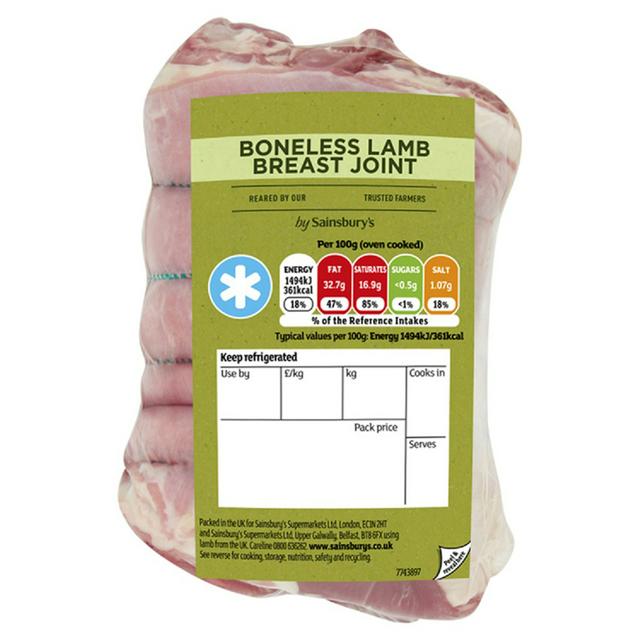 BONELESS LAMB
BREAST JOINT
REARED BY OUR TRUSTED FARMERS
by Sainsbury's
Per 100g (oven cooked)
ENERGY FAT SATURATES SUGARS SALT
1494kJ 32.7g 16.9g <0.5g 1.07g
361kcal
18% 47% 85% <1% 18%
% of the Reference Intakes
Typical values per 100g: Energy 1494kJ/361kcal
Keep refrigerated
Use by £/kg kg Cooks in
Pack price
Serves
Packed in the UK for Sainsbury's Supermarkets Ltd, London, EC1N 2HT
and Sainsbury's Supermarkets Ltd, Upper Galwally, Belfast, BT8 6FX using
lamb from the UK. Careline 0800 636262. www.sainsburys.co.uk
See reverse for cooking, storage, nutrition, safety and recycling.
7743897
Peel &
reveal here